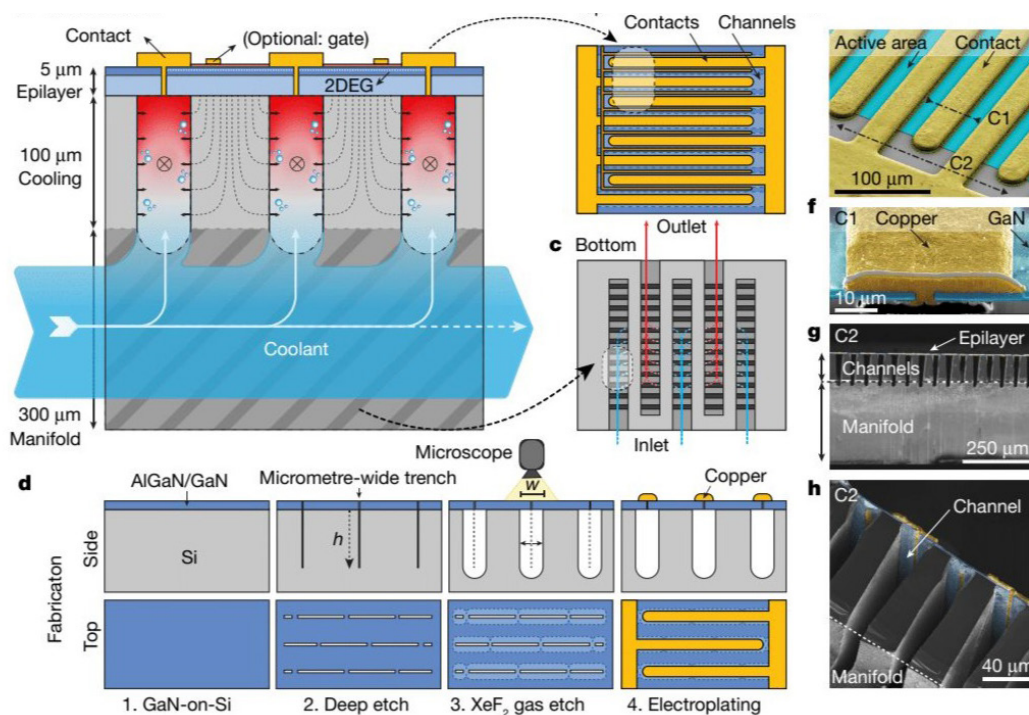 Contact
(Optional: gate)
5 μm
Epilayer
2DEG
100 μm
Cooling
Coolant
300 μm
Manifold
Contacts
Channels
Outlet
c Bottom
Inlet
Active area
Contact
C1
C2
100 μm
f
C1
Copper
GaN
10 μm
g
C2
Epilayer
Channels
Manifold
250 μm
h
C2
Channel
Manifold
40 μm
d
Microscope
AlGaN/GaN
Micrometre-wide trench
w
Copper
Fabricaton
Side
Si
h
Top
1. GaN-on-Si
2. Deep etch
3. XeF2 gas etch
4. Electroplating